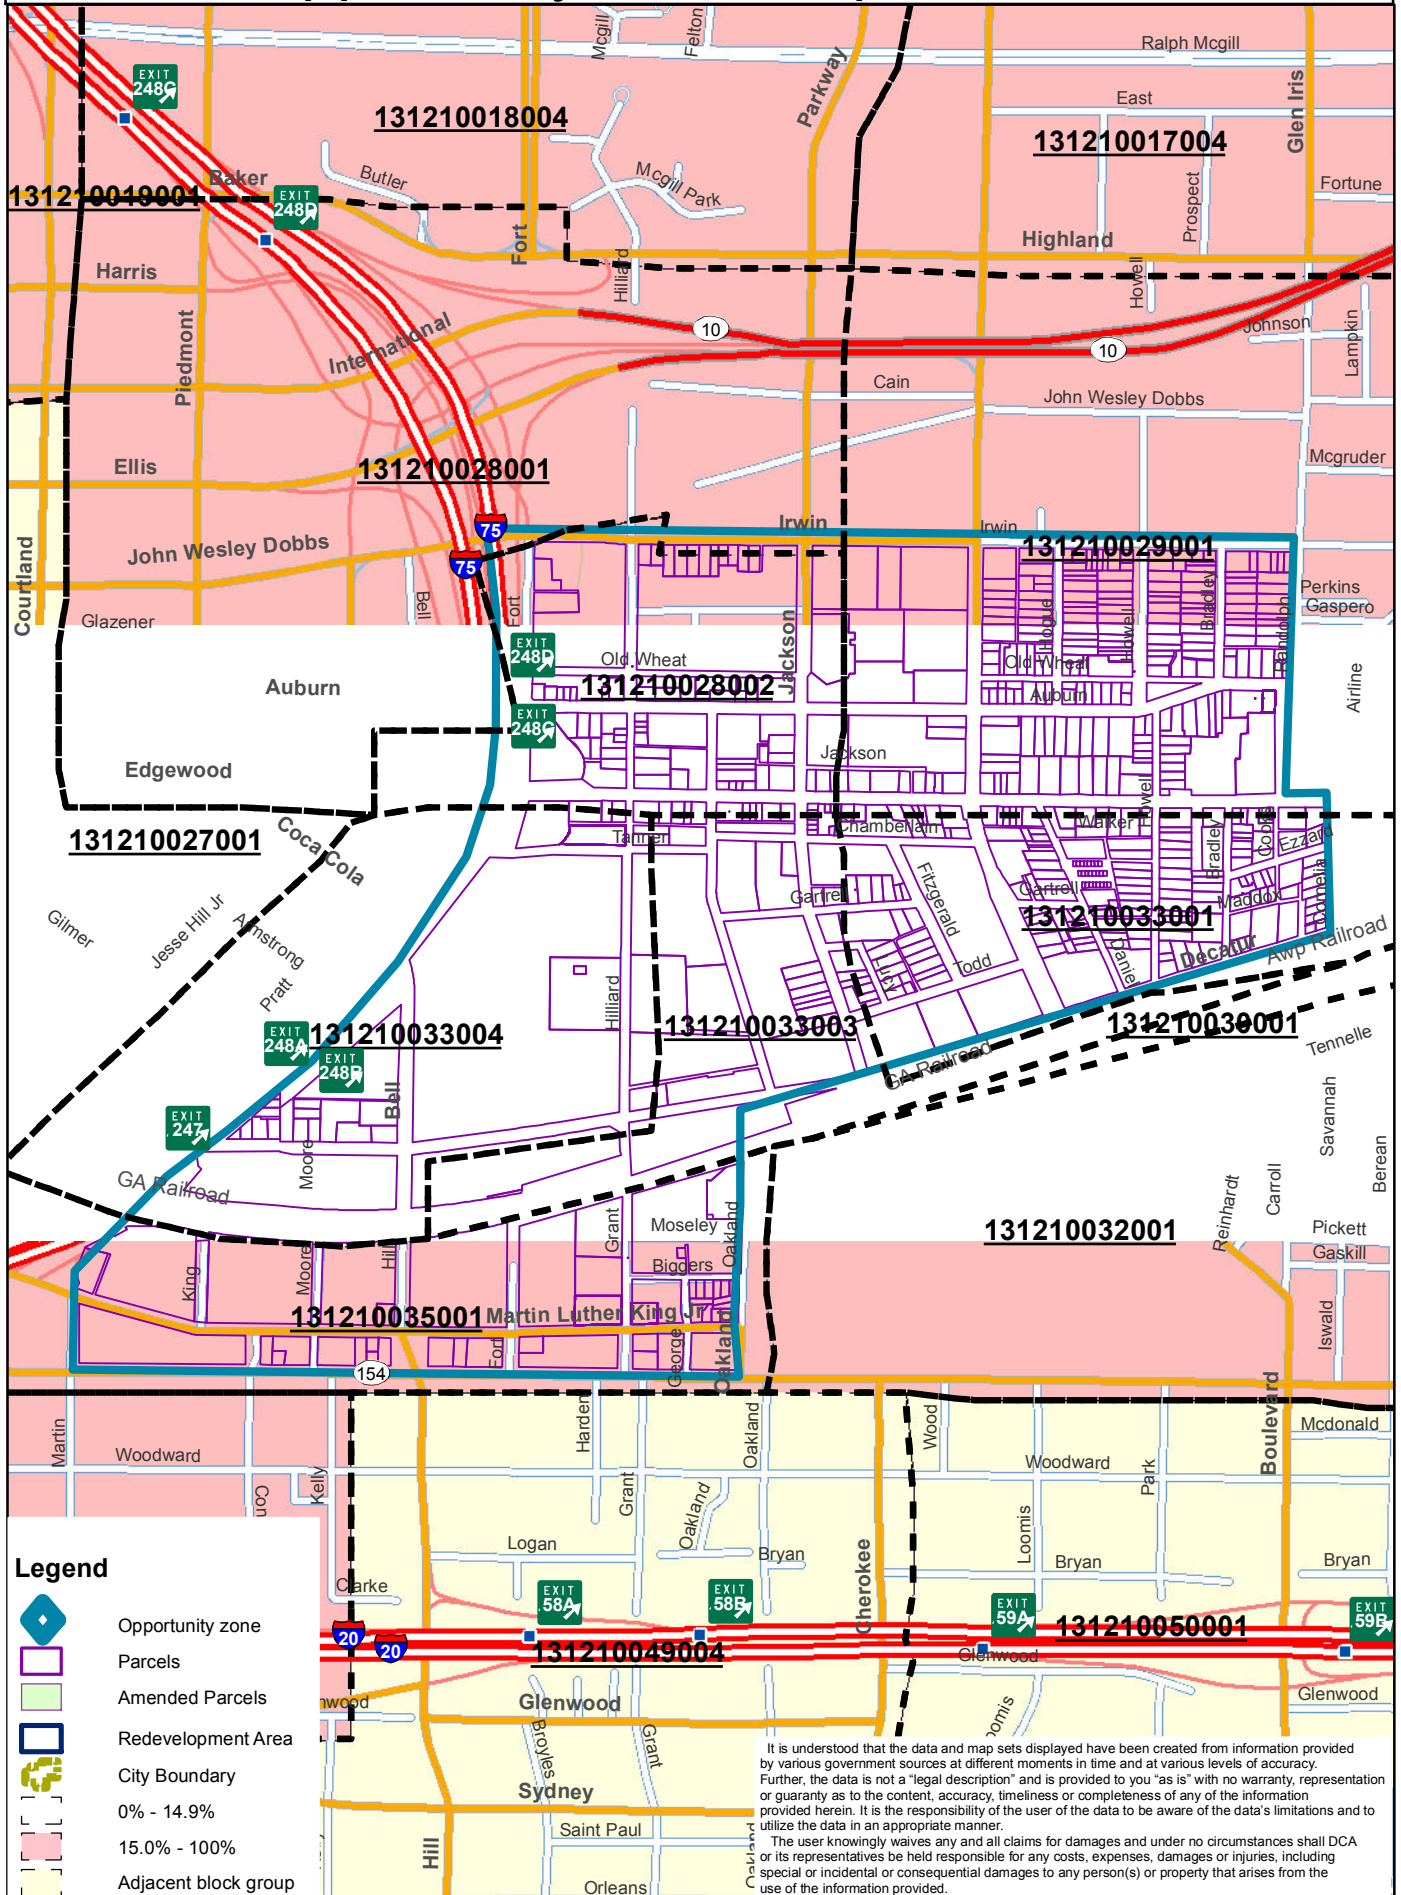 Mcgill
Felton
Ralph Mcgill
Parkway
Glen Iris
EXIT
248C
131210018004
East
131210017004
Butler
Mcgill Park
Prospect
Fortune
Baker
131210019001
EXIT
248D
Fort
Hilliard
Highland
Howell
Harris
Piedmont
International
10
10
Johnson
Lampkin
Cain
John Wesley Dobbs
Ellis
131210028001
Mcgruder
75
Irwin
Irwin
131210029001
Courtland
John Wesley Dobbs
75
Bell
Fort
Hogue
Howell
Bradley
Randolph
Perkins
Gaspero
Glazener
Jackson
EXIT
248D
Old Wheat
Old Wheat
Auburn
131210028002
Auburn
Airline
EXIT
248C
Jackson
Edgewood
Howell
131210027001
Coca Cola
Tanner
Chamberlain
Walker
Bradley
Cooks
Ezzard
Gartrell
Fitzgerald
Gartrell
Maddox
Cornelia
Gilmer
Jesse Hill Jr
Armstrong
131210033001
Decatur
Awp Railroad
Pratt
Lucy
Todd
Daniel
Hilliard
EXIT
248A
131210033004
131210033003
131210039001
EXIT
248B
GA Railroad
Tennelle
EXIT
247
Bell
Savannah
Moore
Berean
GA Railroad
Reinhardt
Carroll
Grant
Moseley
Oakland
131210032001
Pickett
Gaskill
King
Moore
Hill
Biggers
131210035001
Martin Luther King Jr
Iswald
Fort
George
Oakland
154
Martin
Harden
Oakland
Wood
Boulevard
Mcdonald
Woodward
Woodward
Kelly
Con
Grant
Oakland
Park
Logan
Bryan
Cherokee
Loomis
Bryan
Bryan
Clarke
EXIT
58A
EXIT
58B
EXIT
59A
EXIT
59B
20
20
131210049004
131210050001
Glenwood
nwood
Glenwood
Glenwood
Broyles
Grant
oomis
Sydney
Saint Paul
Hill
Oakland
Orleans
Legend
Opportunity zone
Parcels
Amended Parcels
Redevelopment Area
City Boundary
0% - 14.9%
15.0% - 100%
Adjacent block group
It is understood that the data and map sets displayed have been created from information provided
by various government sources at different moments in time and at various levels of accuracy.
Further, the data is not a “legal description” and is provided to you “as is” with no warranty, representation
or guaranty as to the content, accuracy, timeliness or completeness of any of the information
provided herein. It is the responsibility of the user of the data to be aware of the data's limitations and to
utilize the data in an appropriate manner.
The user knowingly waives any and all claims for damages and under no circumstances shall DCA
or its representatives be held responsible for any costs, expenses, damages or injuries, including
special or incidental or consequential damages to any person(s) or property that arises from the
use of the information provided.